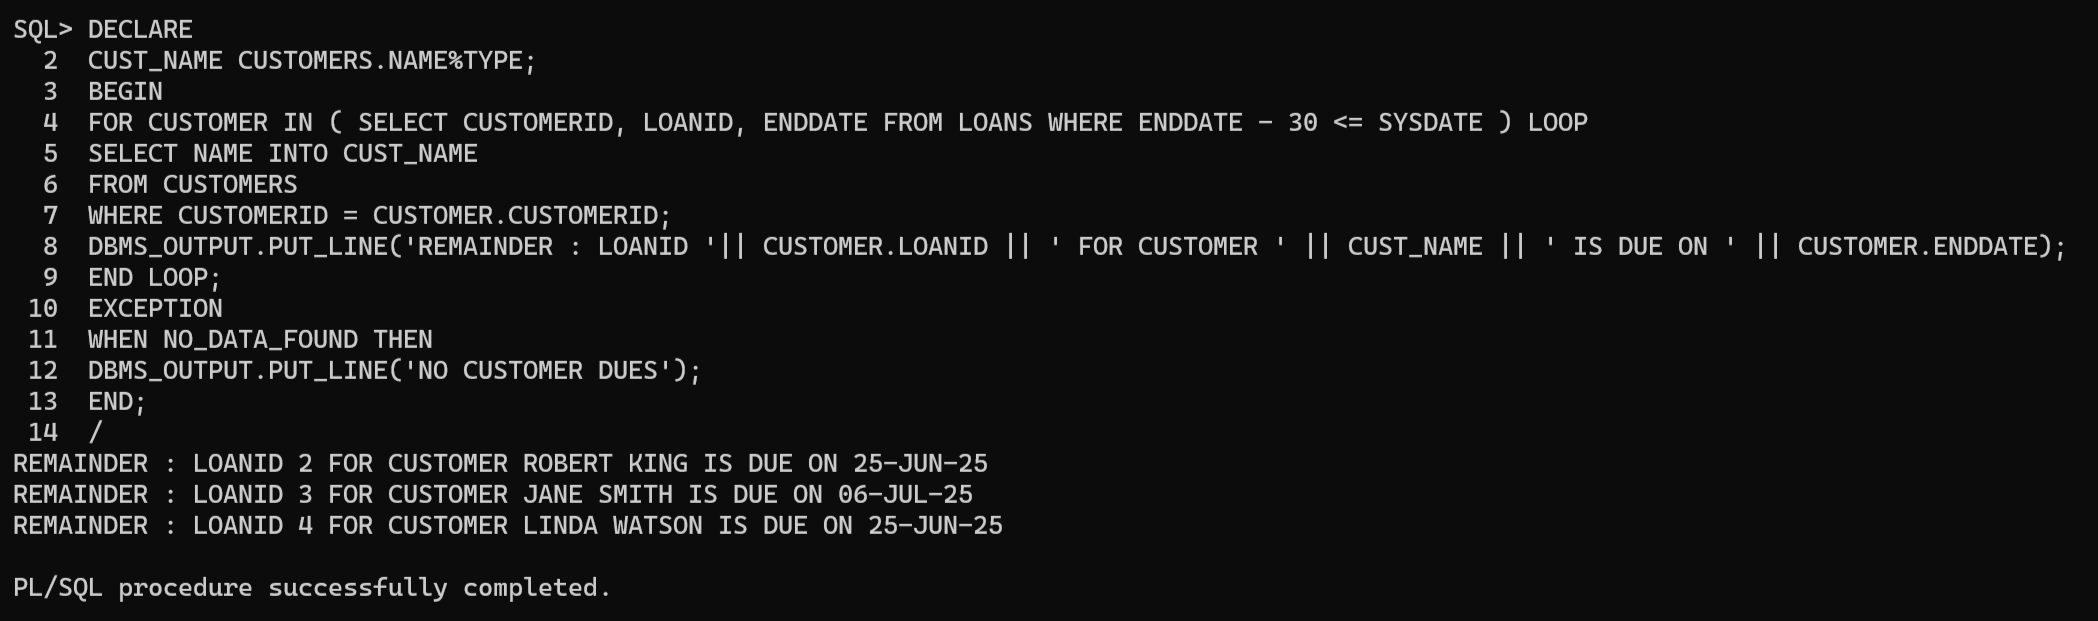 SQL> DECLARE
  2  CUST_NAME CUSTOMERS.NAME%TYPE;
  3  BEGIN
  4  FOR CUSTOMER IN ( SELECT CUSTOMERID, LOANID, ENDDATE FROM LOANS WHERE ENDDATE - 30 <= SYSDATE ) LOOP
  5  SELECT NAME INTO CUST_NAME
  6  FROM CUSTOMERS
  7  WHERE CUSTOMERID = CUSTOMER.CUSTOMERID;
  8  DBMS_OUTPUT.PUT_LINE('REMAINDER : LOANID '|| CUSTOMER.LOANID || ' FOR CUSTOMER ' || CUST_NAME || ' IS DUE ON ' || CUSTOMER.ENDDATE);
  9  END LOOP;
 10  EXCEPTION
 11  WHEN NO_DATA_FOUND THEN
 12  DBMS_OUTPUT.PUT_LINE('NO CUSTOMER DUES');
 13  END;
 14  /
REMAINDER : LOANID 2 FOR CUSTOMER ROBERT KING IS DUE ON 25-JUN-25
REMAINDER : LOANID 3 FOR CUSTOMER JANE SMITH IS DUE ON 06-JUL-25
REMAINDER : LOANID 4 FOR CUSTOMER LINDA WATSON IS DUE ON 25-JUN-25

PL/SQL procedure successfully completed.